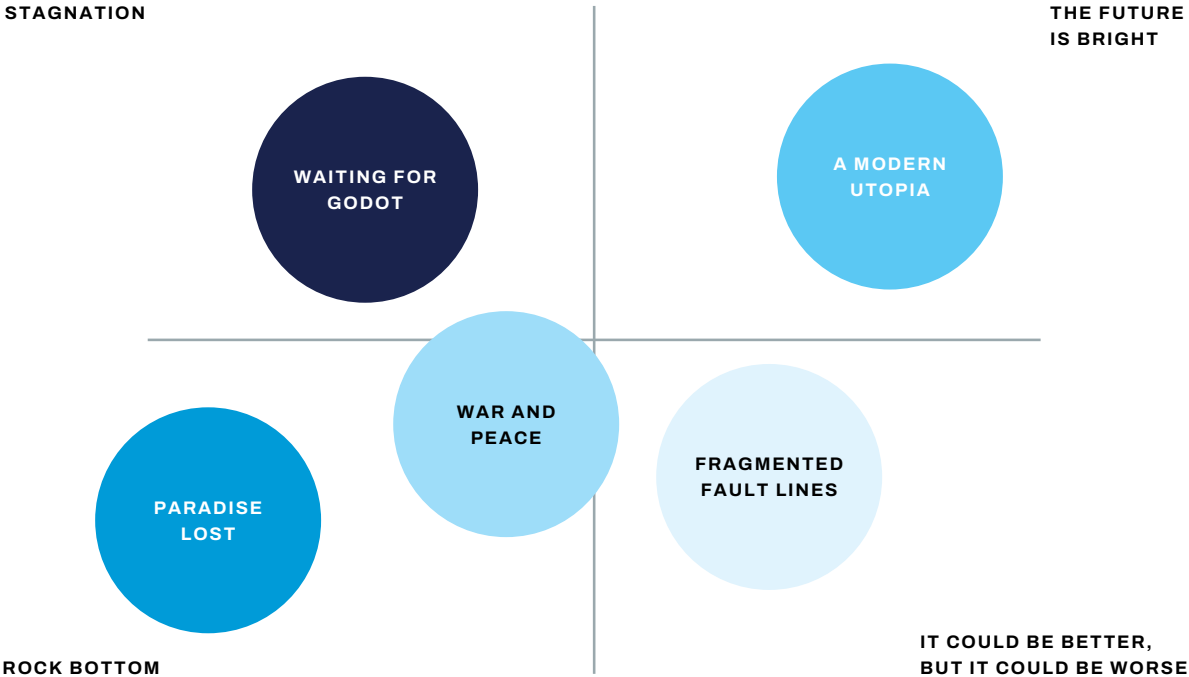 STAGNATION
THE FUTURE
IS BRIGHT
WAITING FOR
GODOT
A MODERN
UTOPIA
WAR AND
PEACE
FRAGMENTED
FAULT LINES
PARADISE
LOST
ROCK BOTTOM
IT COULD BE BETTER,
BUT IT COULD BE WORSE